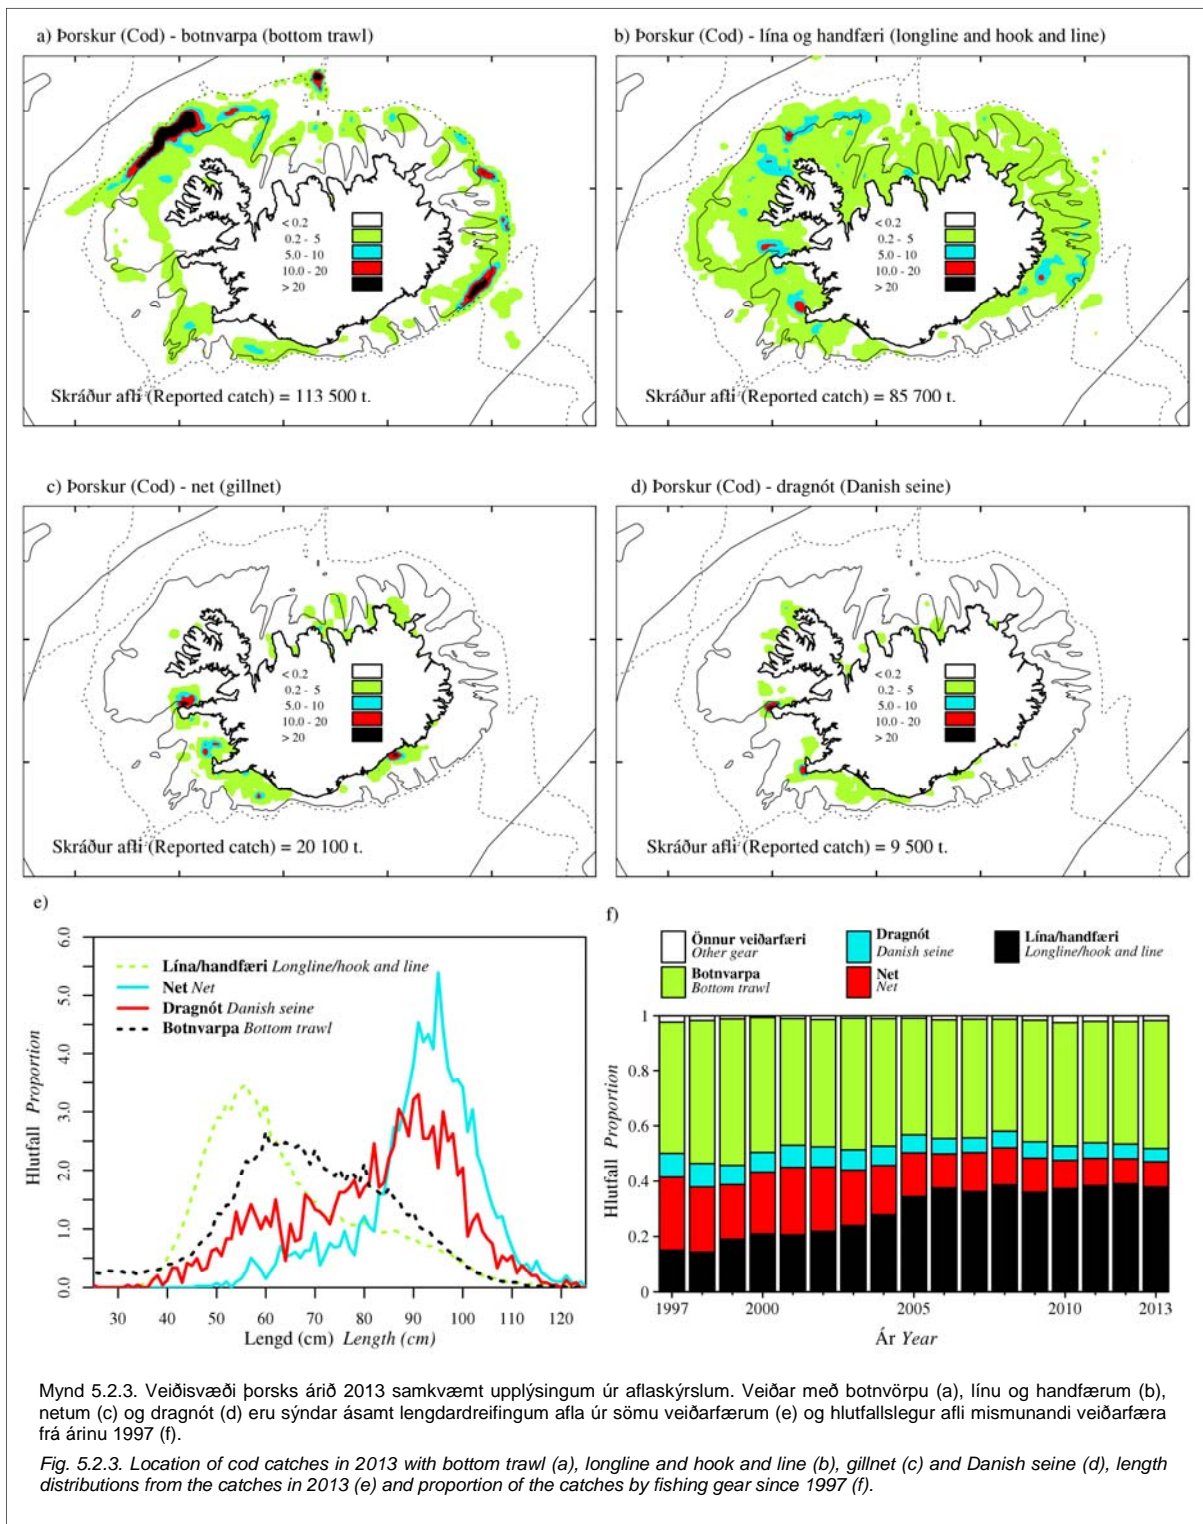 a) Þorskur (Cod) - botnvarpa (bottom trawl)
< 0.2
0.2 - 5
5.0 - 10
10.0 - 20
> 20
Skráður afli (Reported catch) = 113 500 t.
b) Þorskur (Cod) - lína og handfæri (longline and hook and line)
< 0.2
0.2 - 5
5.0 - 10
10.0 - 20
> 20
Skráður afli (Reported catch) = 85 700 t.
c) Þorskur (Cod) - net (gillnet)
< 0.2
0.2 - 5
5.0 - 10
10.0 - 20
> 20
Skráður afli (Reported catch) = 20 100 t.
d) Þorskur (Cod) - dragnót (Danish seine)
< 0.2
0.2 - 5
5.0 - 10
10.0 - 20
> 20
Skráður afli (Reported catch) = 9 500 t.
e)
Lína/handfæri Longline/hook and line
Net Net
Dragnót Danish seine
Botnvarpa Bottom trawl
Hlutfall Proportion
6.0
5.0
4.0
3.0
2.0
1.0
0.0
30 40 50 60 70 80 90 100 110 120
Lengd (cm) Length (cm)
f)
Önnur veiðarfæri
Other gear
Botnvarpa
Bottom trawl
Dragnót
Danish seine
Net
Net
Lína/handfæri
Longline/hook and line
Hlutfall Proportion
1
0.8
0.6
0.4
0.2
0
1997 2000 2005 2010 2013
Ár Year
Mynd 5.2.3. Veiðisvæði þorsks árið 2013 samkvæmt upplýsingum úr aflaskýrslum. Veiðar með botnvörpu (a), línu og handfærum (b),
netum (c) og dragnót (d) eru sýndar ásamt lengdardreifingum afla úr sömu veiðarfærum (e) og hlutfallslegur afli mismunandi veiðarfæra
frá árinu 1997 (f).
Fig. 5.2.3. Location of cod catches in 2013 with bottom trawl (a), longline and hook and line (b), gillnet (c) and Danish seine (d), length
distributions from the catches in 2013 (e) and proportion of the catches by fishing gear since 1997 (f).